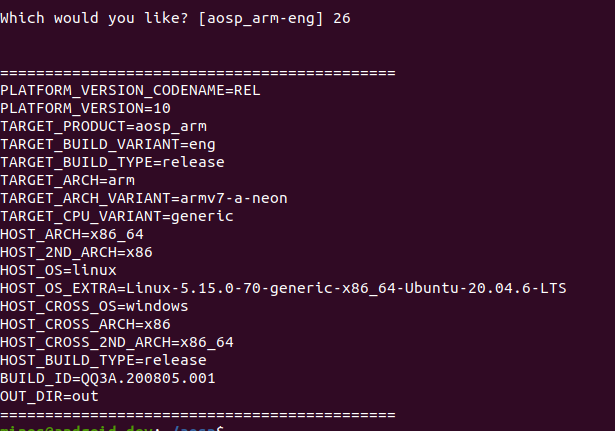 Which would you like? [aosp_arm-eng] 26
============================================
PLATFORM_VERSION_CODENAME=REL
PLATFORM_VERSION=10
TARGET_PRODUCT=aosp_arm
TARGET_BUILD_VARIANT=eng
TARGET_BUILD_TYPE=release
TARGET_ARCH=arm
TARGET_ARCH_VARIANT=armv7-a-neon
TARGET_CPU_VARIANT=generic
HOST_ARCH=x86_64
HOST_2ND_ARCH=x86
HOST_OS=linux
HOST_OS_EXTRA=Linux-5.15.0-70-generic-x86_64-Ubuntu-20.04.6-LTS
HOST_CROSS_OS=windows
HOST_CROSS_ARCH=x86
HOST_CROSS_2ND_ARCH=x86_64
HOST_BUILD_TYPE=release
BUILD_ID=QQ3A.200805.001
OUT_DIR=out
============================================